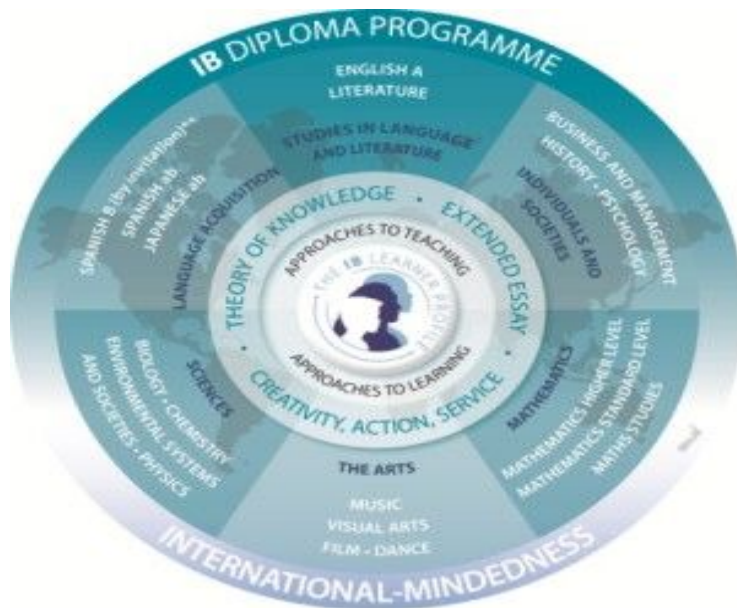 IB DIPLOMA PROGRAMME
ENGLISH A
LITERATURE
STUDIES IN LANGUAGE
AND LITERATURE
SPANISH B (by invitation)**
SPANISH ab
JAPANESE ab
LANGUAGE ACQUISITION
BUSINESS AND MANAGEMENT
HISTORY • PSYCHOLOGY
INDIVIDUALS AND
SOCIETIES
THEORY OF KNOWLEDGE • EXTENDED ESSAY •
CREATIVITY, ACTION, SERVICE •
APPROACHES TO TEACHING
THE IB LEARNER PROFILE
APPROACHES TO LEARNING
SCIENCES
BIOLOGY • CHEMISTRY
ENVIRONMENTAL SYSTEMS
AND SOCIETIES • PHYSICS
MATHEMATICS
MATHEMATICS HIGHER LEVEL
MATHEMATICS STANDARD LEVEL
MATHS STUDIES
THE ARTS
MUSIC
VISUAL ARTS
FILM • DANCE
INTERNATIONAL-MINDEDNESS